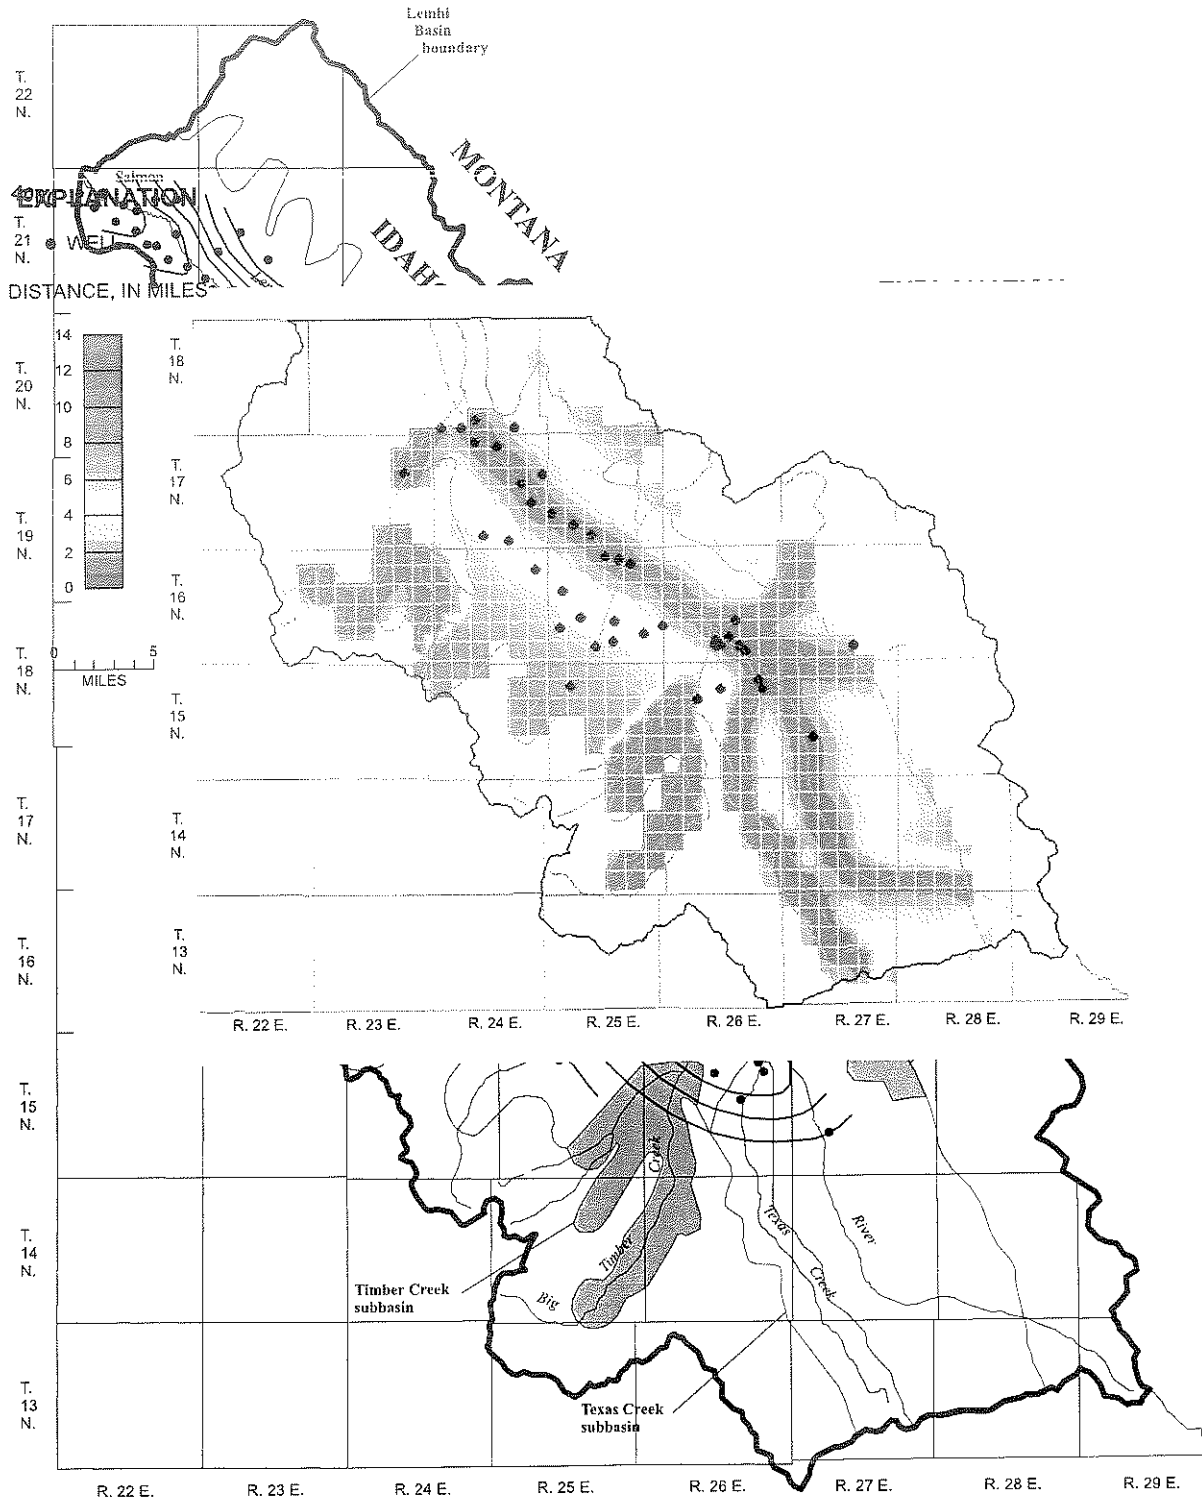 Lemhi
Basin
boundary
T.
22
N.
MONTANA
Salmon
EXPLANATION
T.
21
N.
WELL
DISTANCE, IN MILES
14
12
10
8
6
4
2
0
T.
18
N.
T.
20
N.
T.
17
N.
T.
19
N.
T.
16
N.
0 5
MILES
T.
18
N.
T.
15
N.
T.
17
N.
T.
14
N.
T.
16
N.
T.
13
N.
R. 22 E. R. 23 E. R. 24 E. R. 25 E. R. 26 E. R. 27 E. R. 28 E. R. 29 E.
T.
15
N.
Creek
Texas
River
T.
14
N.
Timber
Creek
Timber Creek
subbasin
Big
T.
13
N.
Texas Creek
subbasin
R. 22 E. R. 23 E. R. 24 E. R. 25 E. R. 26 E. R. 27 E. R. 28 E. R. 29 E.